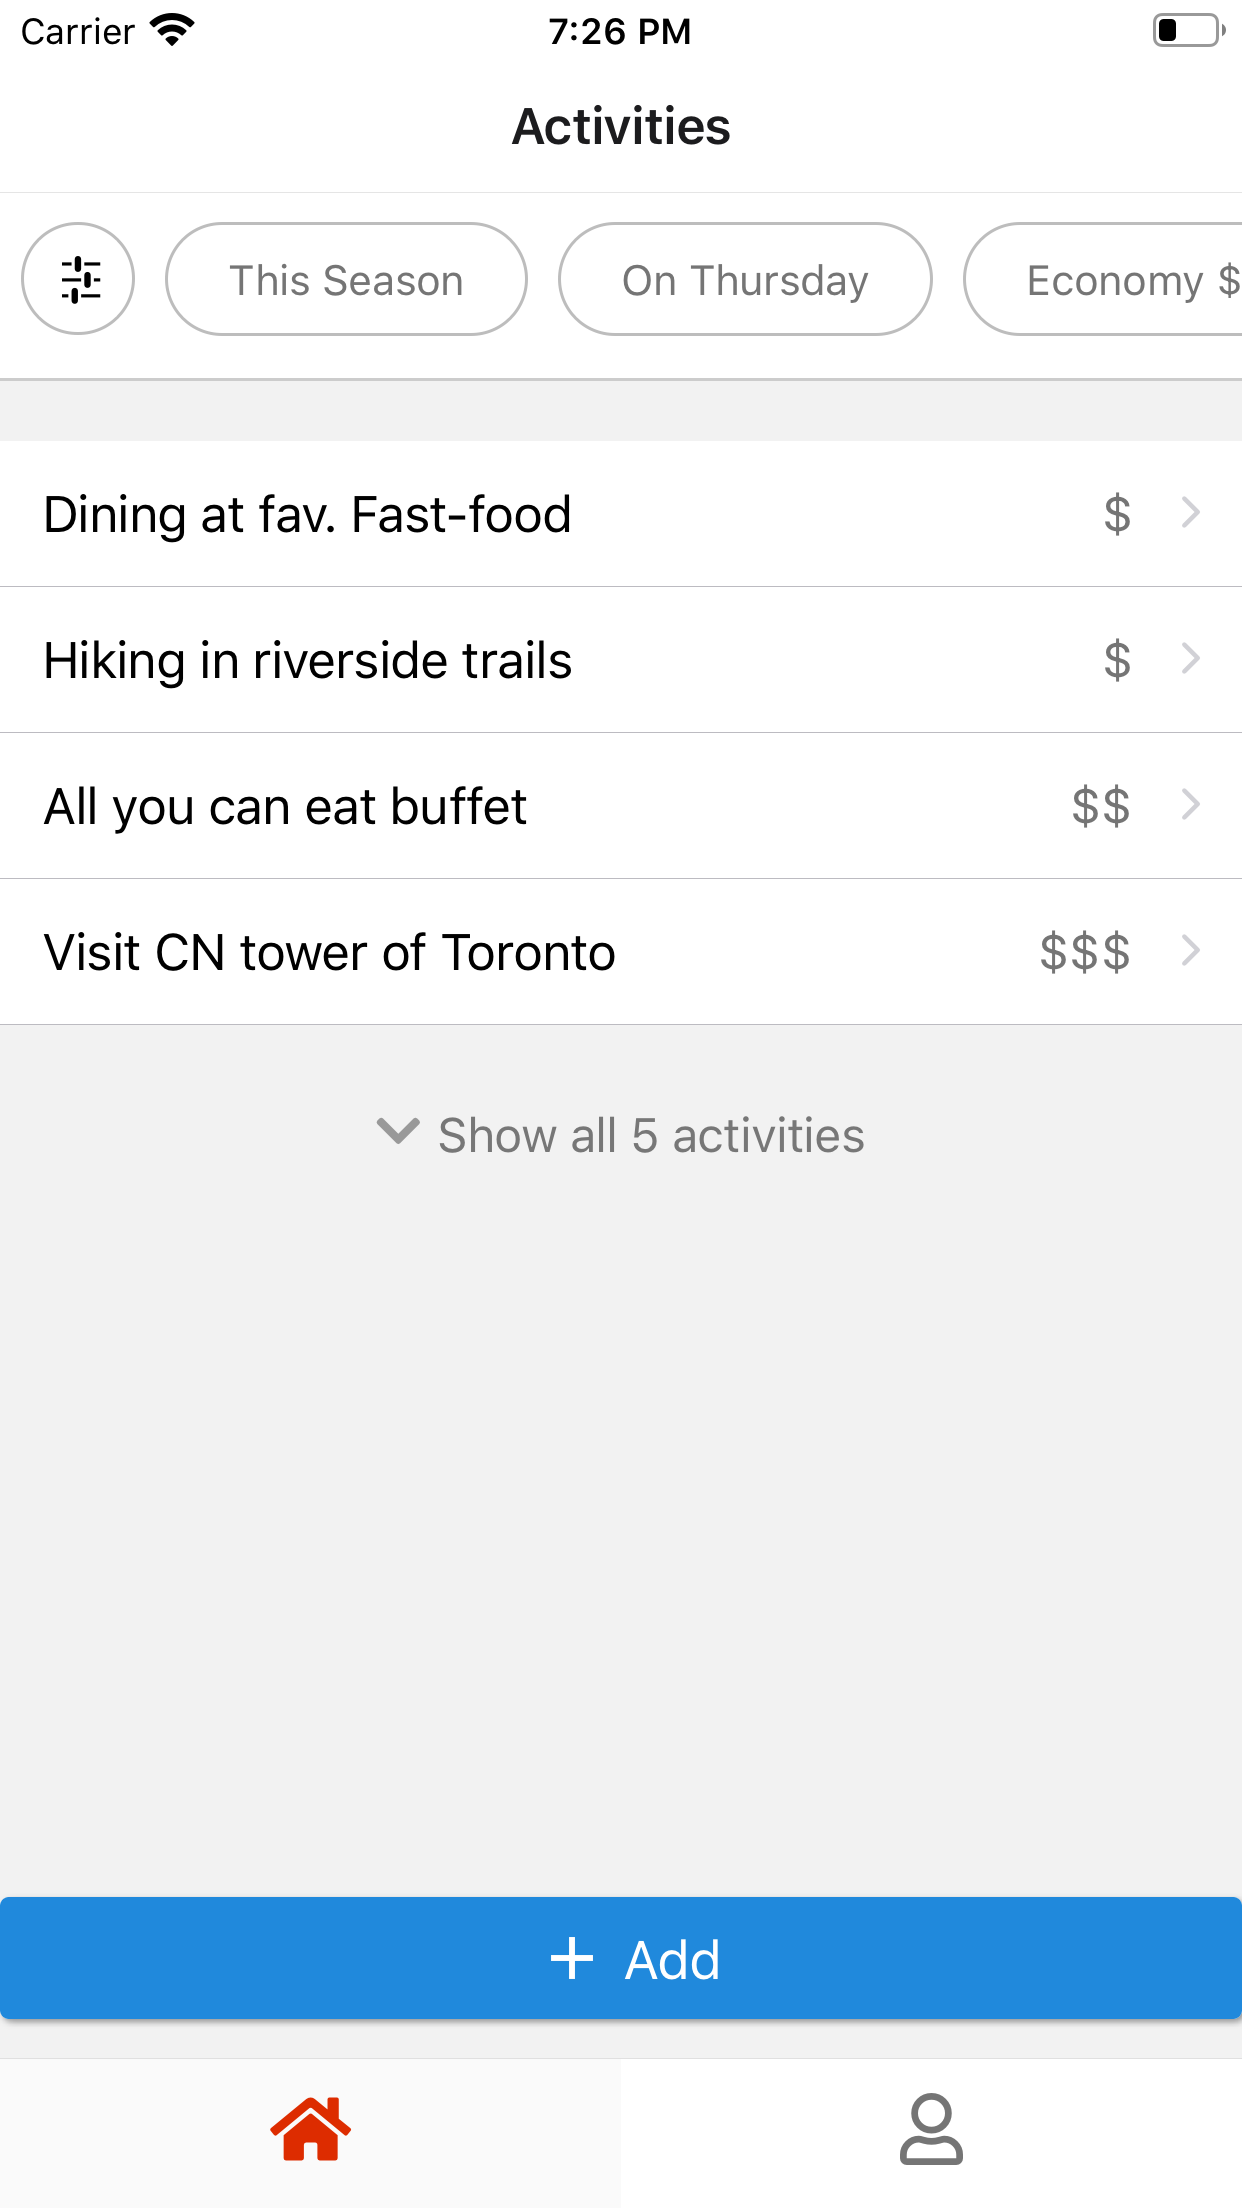 Carrier 7:26 PM
Activities
This Season On Thursday Economy $
Dining at fav. Fast-food $
Hiking in riverside trails $
All you can eat buffet $$
Visit CN tower of Toronto $$$
Show all 5 activities
+ Add